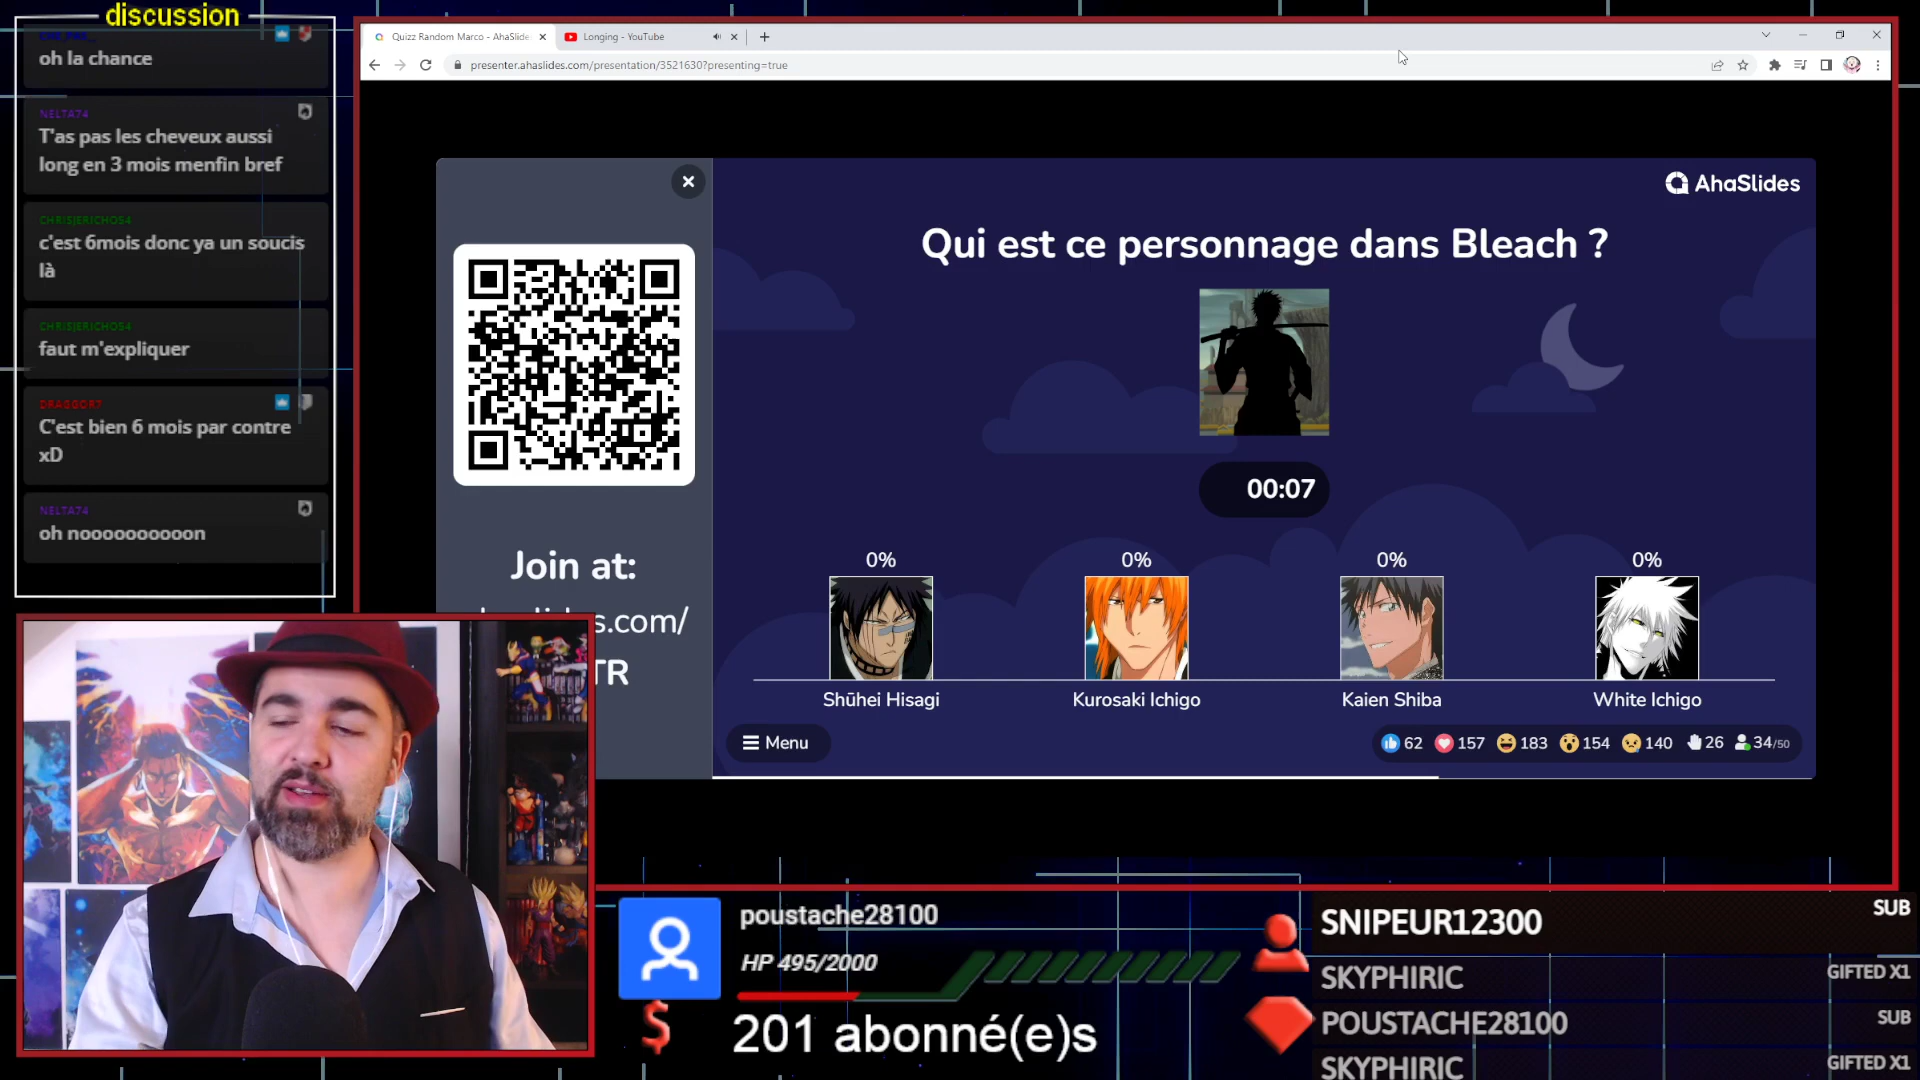 discussion
oh la chance
NELTA74
T'as pas les cheveux aussi
long en 3 mois menfin bref
CHRISJERICHO54
c'est 6mois donc ya un soucis
là
CHRISJERICHO54
faut m'expliquer
DRAGGOR7
C'est bien 6 mois par contre
xD
NELTA74
oh noooooooooon
Quizz Random Marco - AhaSlide
Longing - YouTube
presenter.ahaslides.com/presentation/3521630?presenting=true
AhaSlides
Qui est ce personnage dans Bleach ?
00:07
Join at:
s.com/
TR
0%
0%
0%
0%
Shūhei Hisagi
Kurosaki Ichigo
Kaien Shiba
White Ichigo
Menu
62
157
183
154
140
26
34/50
poustache28100
HP 495/2000
201 abonné(e)s
SNIPEUR12300
SUB
SKYPHIRIC
GIFTED X1
POUSTACHE28100
SUB
SKYPHIRIC
GIFTED X1